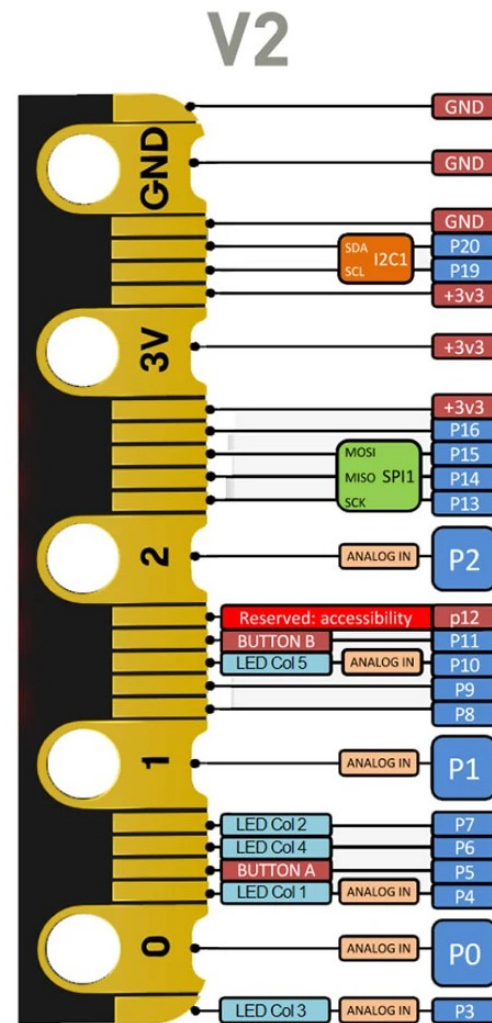 V2
GND
GND
GND
GND
SDA
I2C1
P20
SCL
P19
+3v3
3V
+3v3
+3v3
P16
MOSI
P15
MISO SPI1
P14
SCK
P13
2
ANALOG IN
P2
Reserved: accessibility
p12
BUTTON B
P11
LED Col 5
ANALOG IN
P10
P9
P8
1
ANALOG IN
P1
LED Col 2
P7
LED Col 4
P6
BUTTON A
P5
LED Col 1
ANALOG IN
P4
0
ANALOG IN
P0
LED Col 3
ANALOG IN
P3